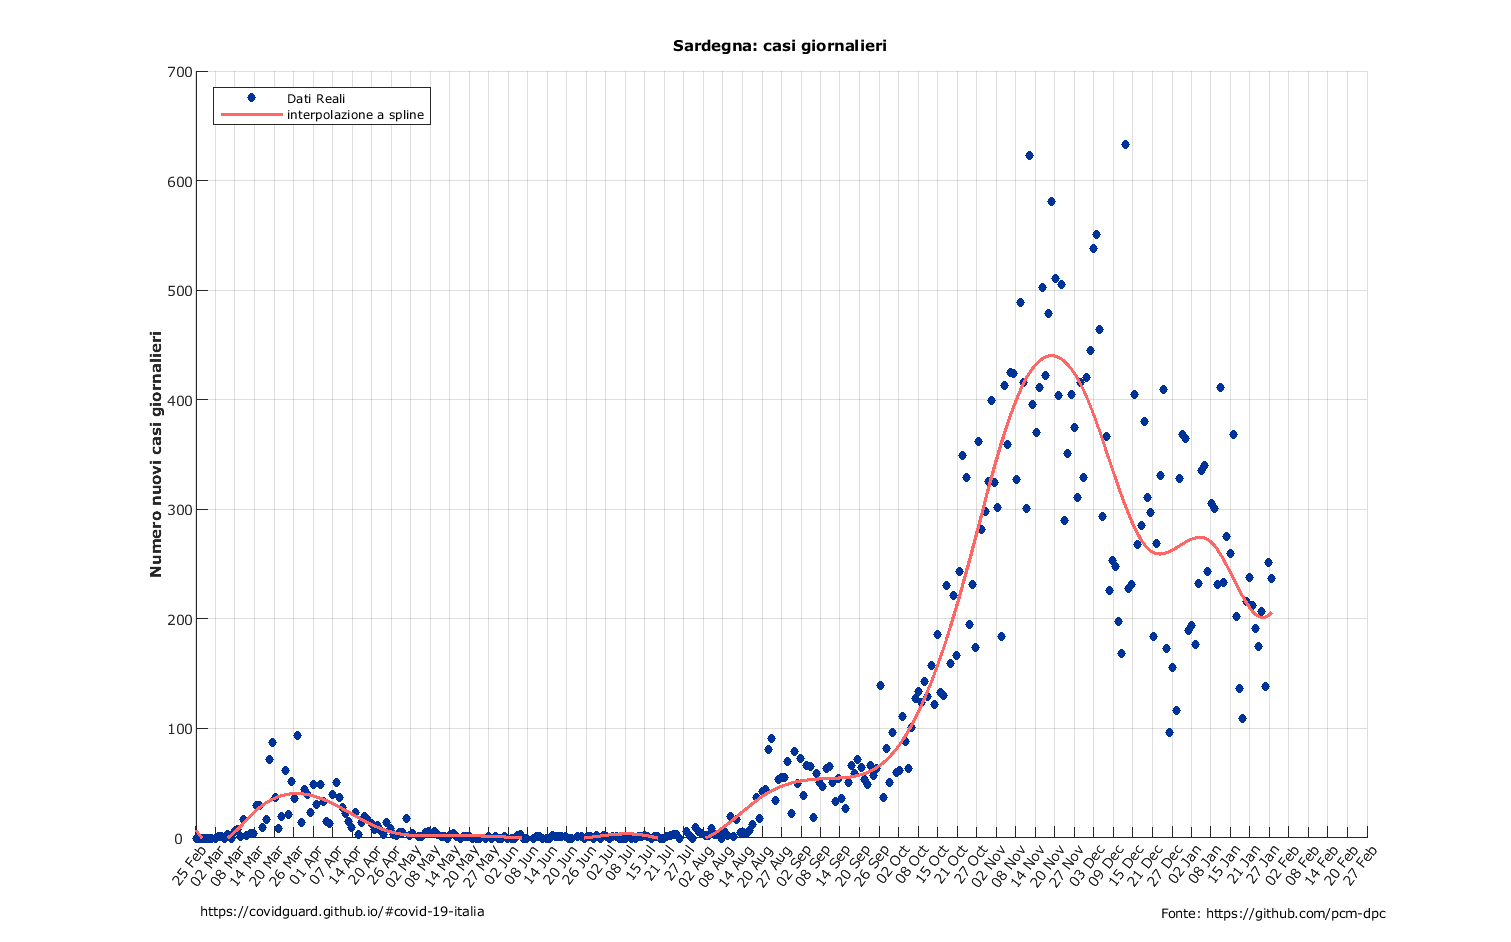 Sardegna: casi giornalieri
Dati Reali
interpolazione a spline
Numero nuovi casi giornalieri
700
600
500
400
300
200
100
0
25 Feb
02 Mar
08 Mar
14 Mar
20 Mar
26 Mar
01 Apr
07 Apr
14 Apr
20 Apr
26 Apr
02 May
08 May
14 May
20 May
27 May
02 Jun
08 Jun
14 Jun
20 Jun
26 Jun
02 Jul
08 Jul
15 Jul
21 Jul
27 Jul
02 Aug
08 Aug
14 Aug
20 Aug
27 Aug
02 Sep
08 Sep
14 Sep
20 Sep
26 Sep
02 Oct
08 Oct
15 Oct
21 Oct
27 Oct
02 Nov
08 Nov
14 Nov
20 Nov
27 Nov
03 Dec
09 Dec
15 Dec
21 Dec
27 Dec
02 Jan
08 Jan
15 Jan
21 Jan
27 Jan
02 Feb
08 Feb
14 Feb
20 Feb
27 Feb
https://covidguard.github.io/#covid-19-italia
Fonte: https://github.com/pcm-dpc